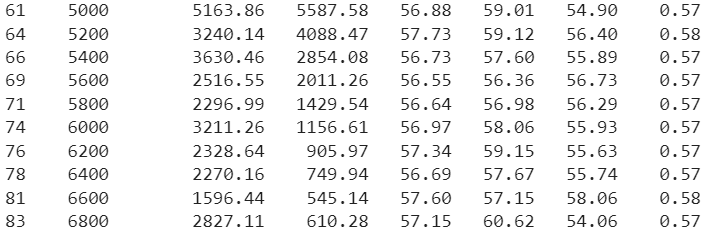 61 5000 5163.86 5587.58 56.88 59.01 54.90 0.57
64 5200 3240.14 4088.47 57.73 59.12 56.40 0.58
66 5400 3630.46 2854.08 56.73 57.60 55.89 0.57
69 5600 2516.55 2011.26 56.55 56.36 56.73 0.57
71 5800 2296.99 1429.54 56.64 56.98 56.29 0.57
74 6000 3211.26 1156.61 56.97 58.06 55.93 0.57
76 6200 2328.64 905.97 57.34 59.15 55.63 0.57
78 6400 2270.16 749.94 56.69 57.67 55.74 0.57
81 6600 1596.44 545.14 57.60 57.15 58.06 0.58
83 6800 2827.11 610.28 57.15 60.62 54.06 0.57